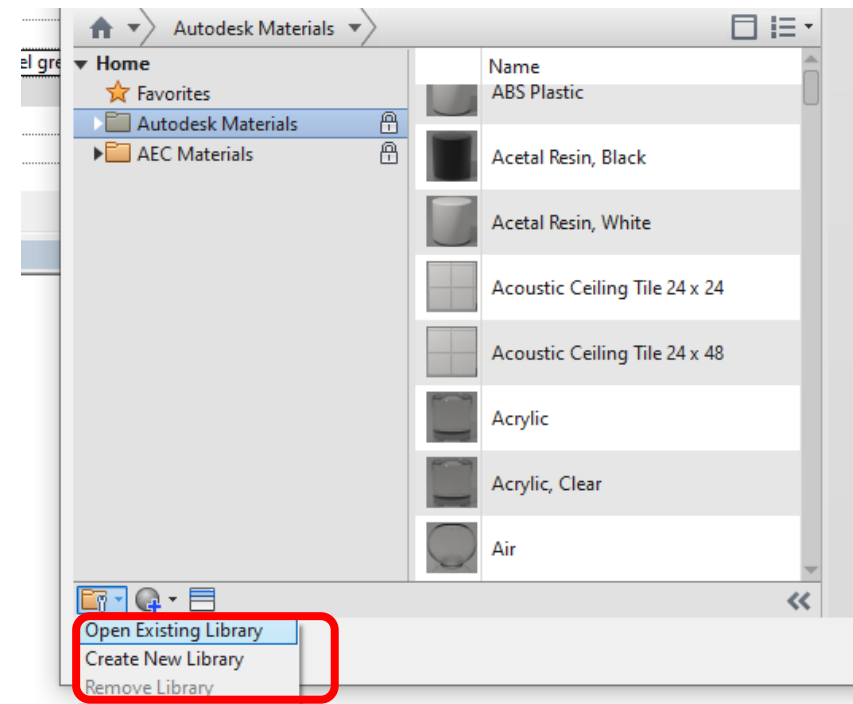 Autodesk Materials
el gre
Home
Name
Favorites
ABS Plastic
Autodesk Materials
AEC Materials
Acetal Resin, Black
Acetal Resin, White
Acoustic Ceiling Tile 24 x 24
Acoustic Ceiling Tile 24 x 48
Acrylic
Acrylic, Clear
Air
Open Existing Library
Create New Library
Remove Library